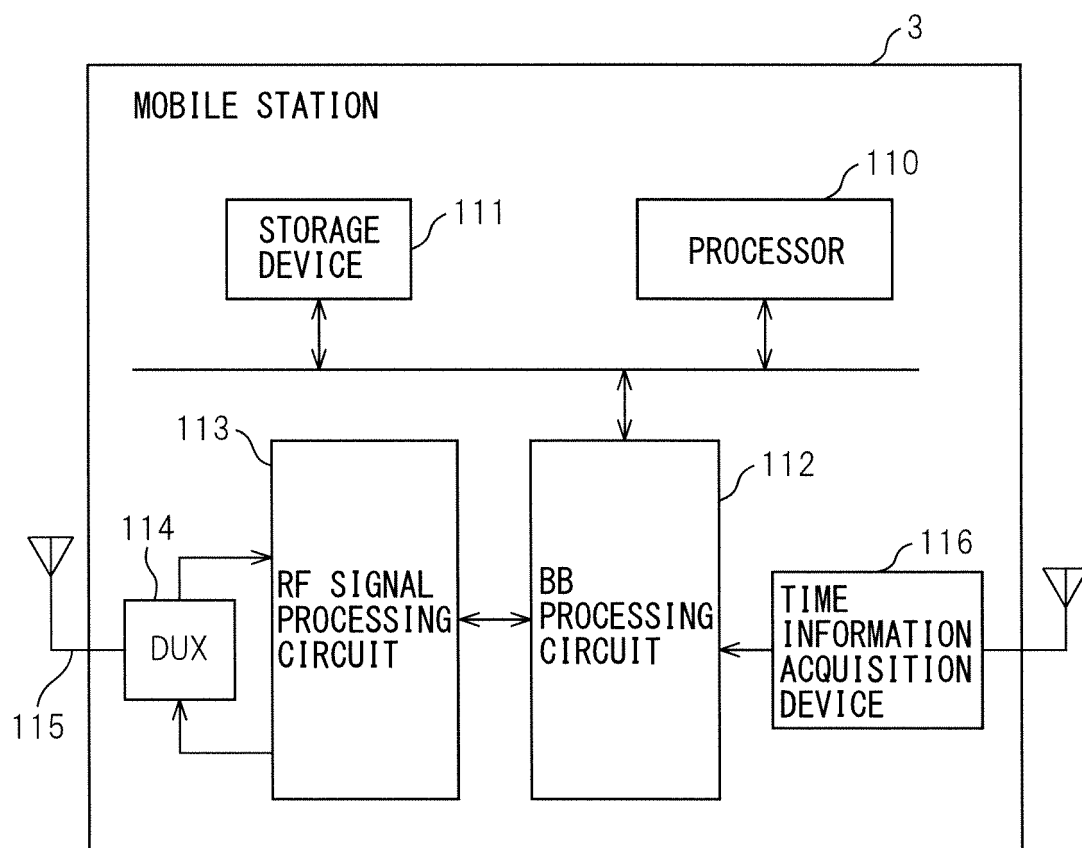 3
MOBILE STATION
110
111
STORAGE
DEVICE
PROCESSOR
113
112
114
116
RF SIGNAL
PROCESSING
CIRCUIT
BB
PROCESSING
CIRCUIT
TIME
INFORMATION
ACQUISITION
DEVICE
DUX
115